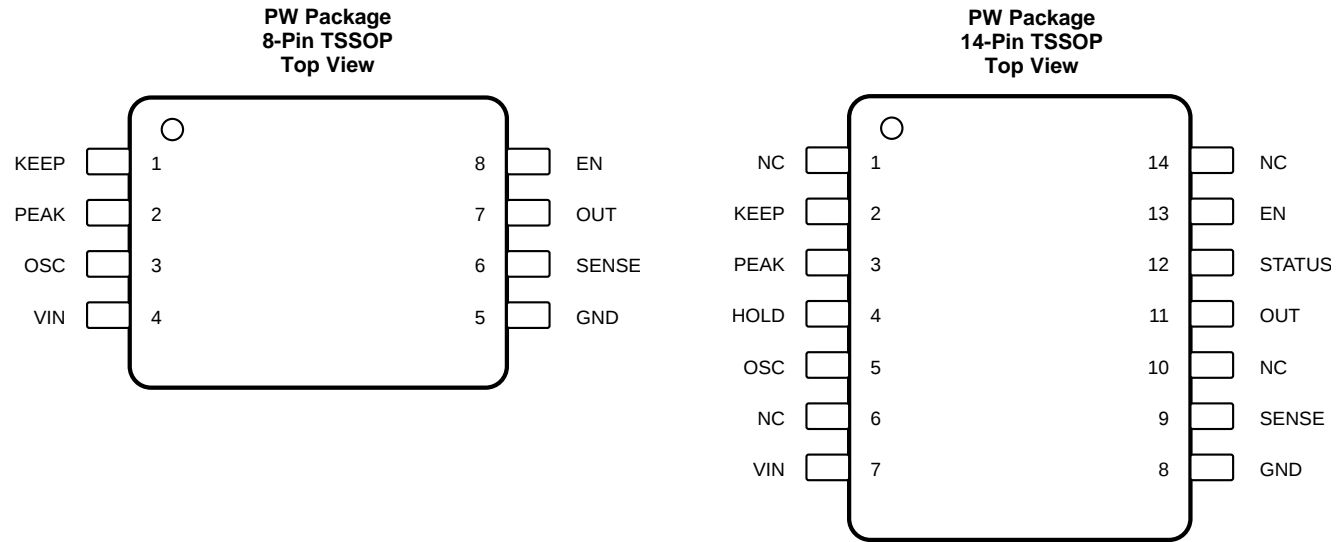 PW Package
8-Pin TSSOP
Top View
KEEP 1 8 EN
PEAK 2 7 OUT
OSC 3 6 SENSE
VIN 4 5 GND
PW Package
14-Pin TSSOP
Top View
NC 1 14 NC
KEEP 2 13 EN
PEAK 3 12 STATUS
HOLD 4 11 OUT
OSC 5 10 NC
NC 6 9 SENSE
VIN 7 8 GND